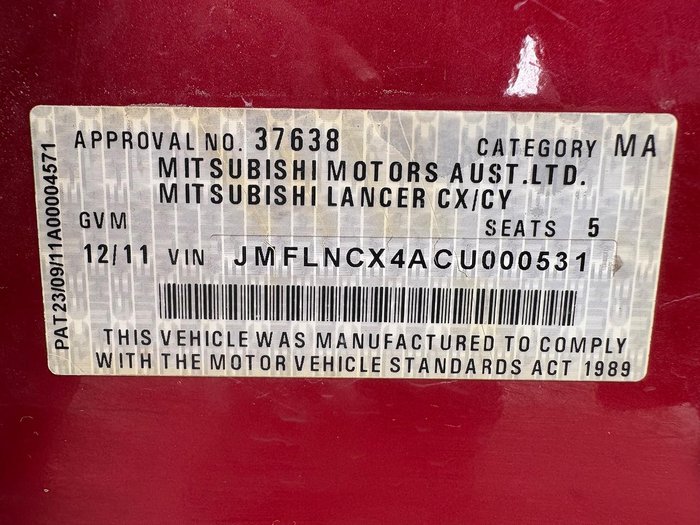 APPROVAL NO. 37638 CATEGORY MA
MITSUBISHI MOTORS AUST.LTD.
MITSUBISHI LANCER CX/CY
GVM SEATS 5
12/11 VIN JMFLNCX4ACU000531
THIS VEHICLE WAS MANUFACTURED TO COMPLY
WITH THE MOTOR VEHICLE STANDARDS ACT 1989
PAT23/09/11A00004571